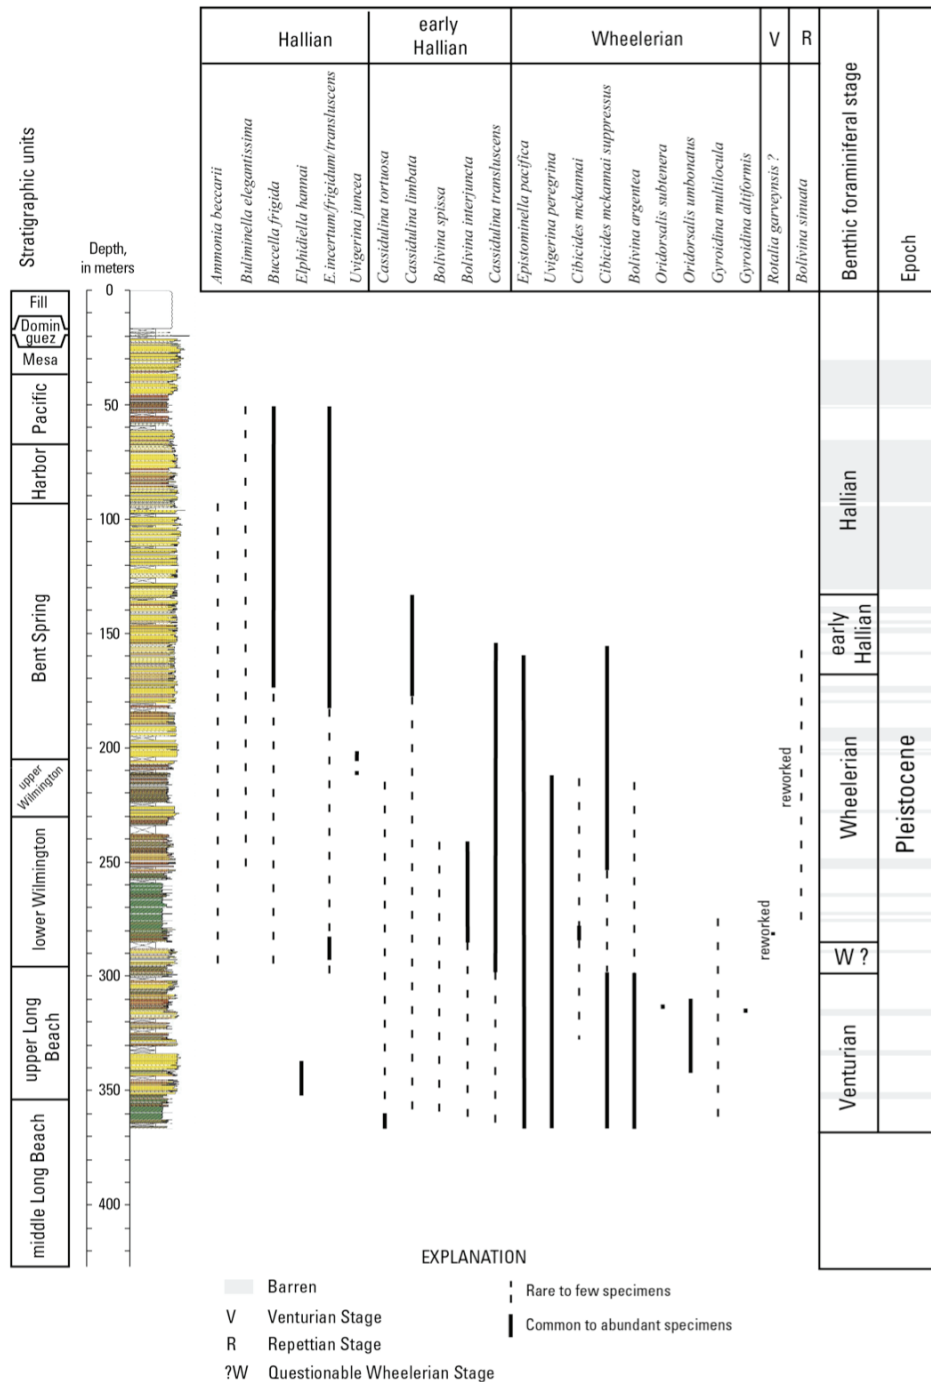 Hallian
early
Hallian
Wheelerian
V
R
Stratigraphic units
Depth,
in meters
Ammonia beccarii
Buliminella elegantissima
Buccella frigida
Elphidiella hannai
E.incertum/frigidum/transluscens
Uvigerina juncea
Cassidulina tortuosa
Cassidulina limbata
Bolivina spissa
Bolivina interjuncta
Cassidulina transluscens
Epistominella pacifica
Uvigerina peregrina
Cibicides mckannai
Cibicides mckannai suppressus
Bolivina argentea
Oridorsalis subtenera
Oridorsalis umbonatus
Gyroidina multilocula
Gyroidina altiformis
Rotalia garveynsis ?
Bolivina sinuata
Benthic foraminiferal stage
Epoch
Fill
Domin
guez
Mesa
Pacific
Harbor
Bent Spring
upper
Wilmington
lower Wilmington
upper Long
Beach
middle Long Beach
0
50
100
150
200
250
300
350
400
reworked
reworked
Hallian
early
Hallian
Wheelerian
W ?
Venturian
Pleistocene
EXPLANATION
Barren
V Venturian Stage
R Repettian Stage
?W Questionable Wheelerian Stage
Rare to few specimens
Common to abundant specimens